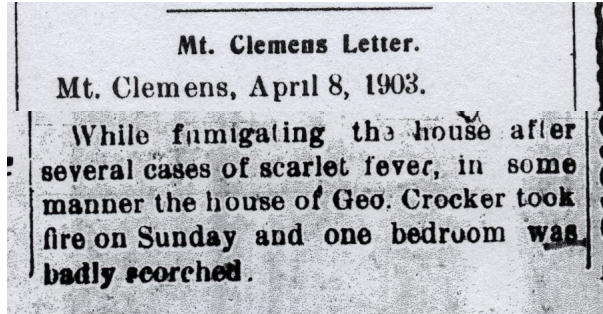 Mt. Clemens Letter.
Mt. Clemens, April 8, 1903.
While fumigating the house after
several cases of scarlet fever, in some
manner the house of Geo. Crocker took
fire on Sunday and one bedroom was
badly scorched.